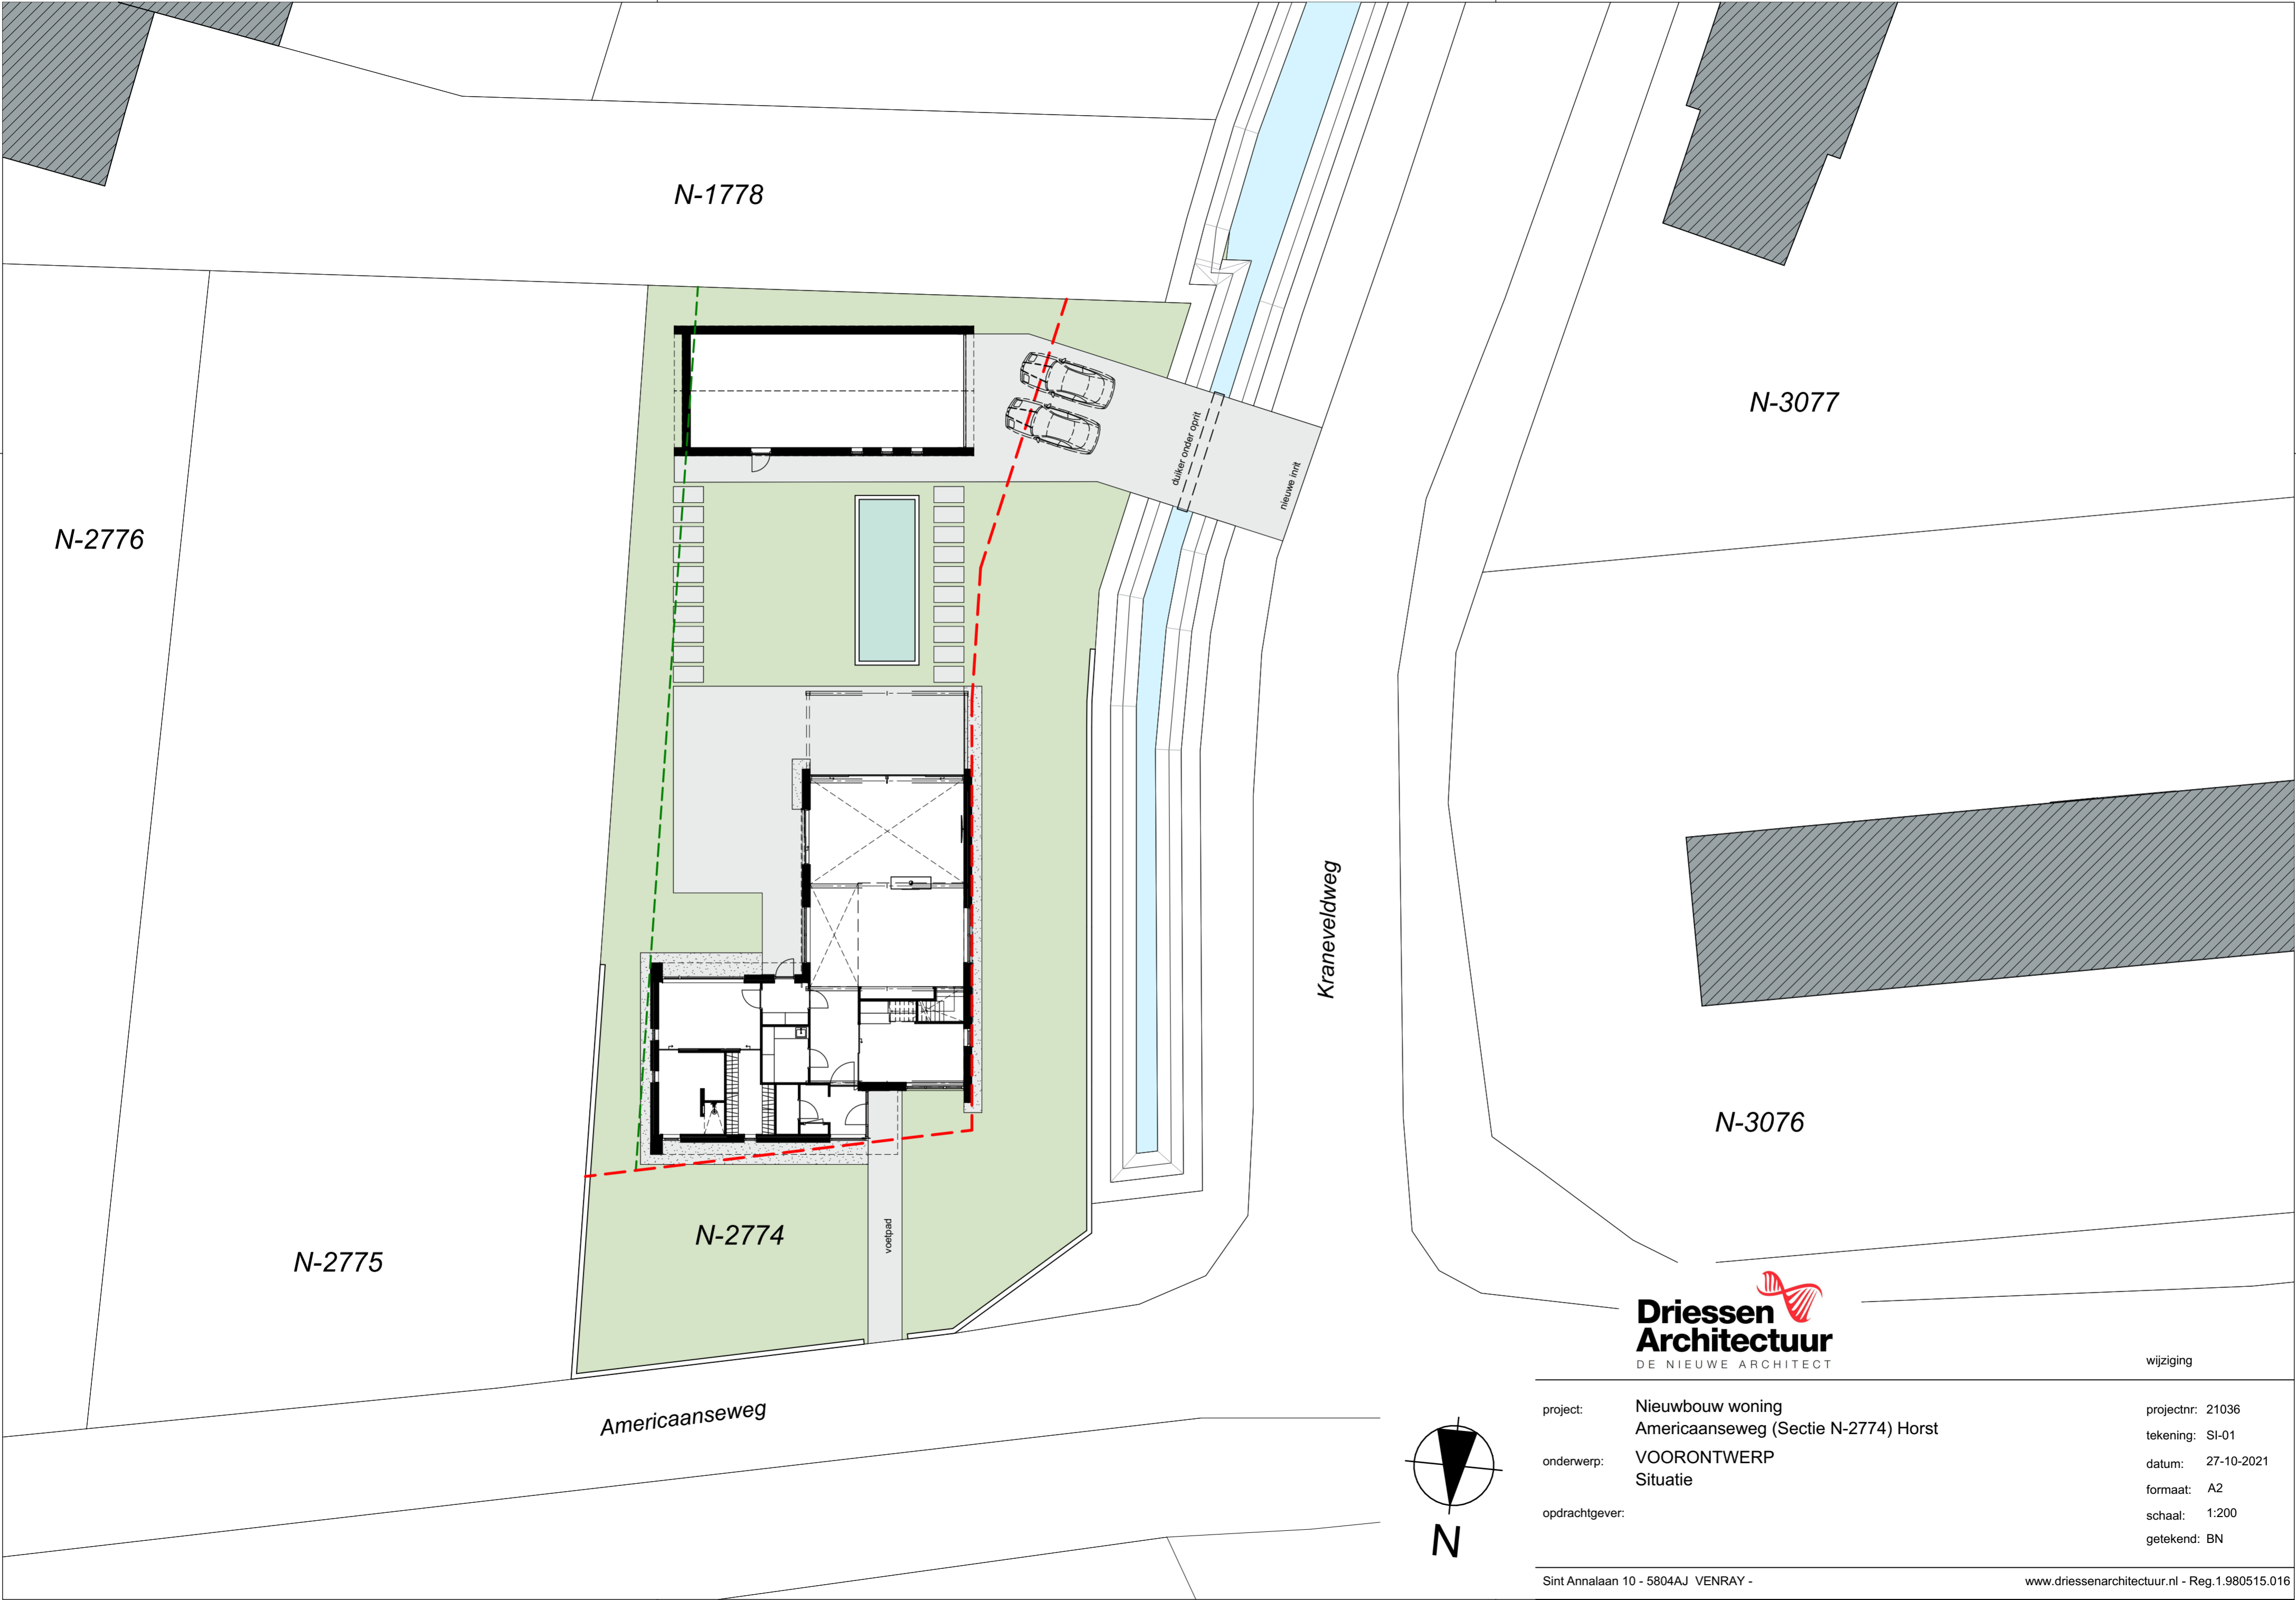 N-1778
N-3077
duiker onder oprit
nieuwe inrit
N-2776
Kraneveldweg
N-3076
N-2774
voetpad
N-2775
Americaanseweg
N
Driessen
Architectuur
DE NIEUWE ARCHITECT
wijziging
project: Nieuwbouw woning
Americaanseweg (Sectie N-2774) Horst
onderwerp: VOORONTWERP
Situatie
opdrachtgever:
projectnr: 21036
tekening: SI-01
datum: 27-10-2021
formaat: A2
schaal: 1:200
getekend: BN
Sint Annalaan 10 - 5804AJ VENRAY -
www.driessenarchitectuur.nl - Reg.1.980515.016